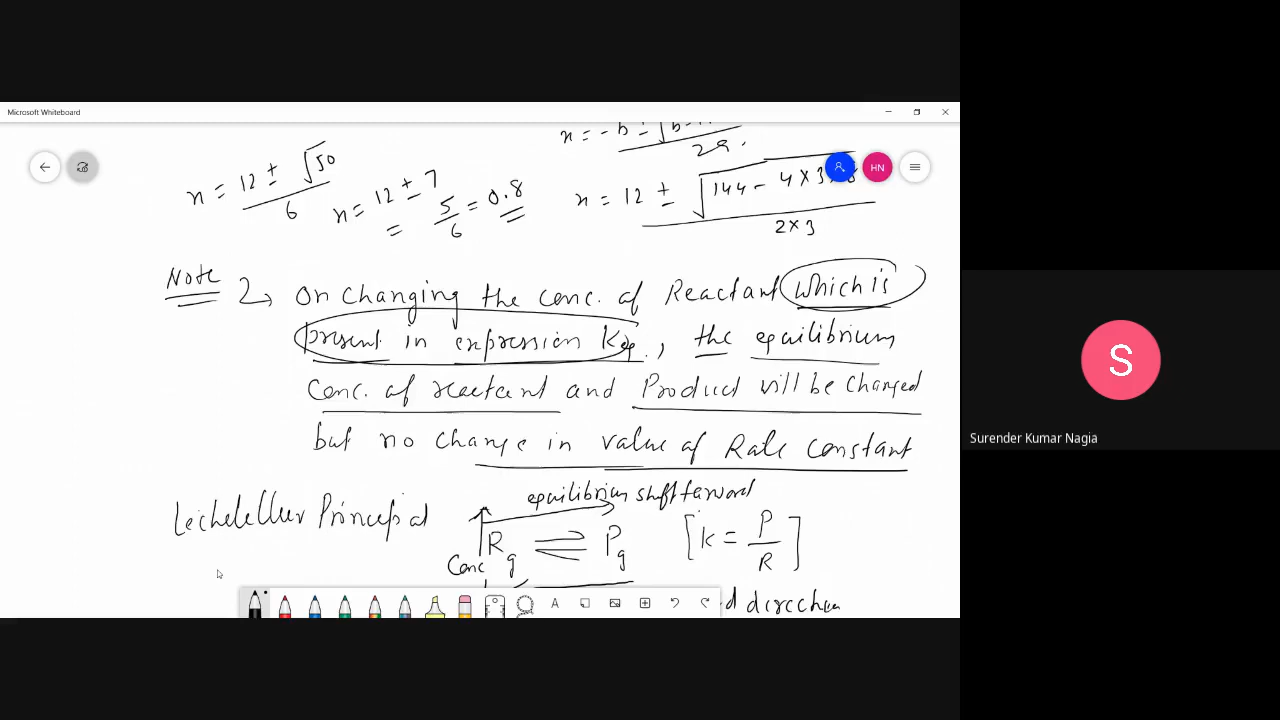 Microsoft Whiteboard
x = -b ± √b
2a
x = 12 ± √50
6
x = 12 ± 7
5/6 = 0.8
x = 12 ± √144 - 4×3
2×3
HN
Note 2→ On changing the conc. of Reactant which is
present in expression Keq., the equilibrium
Conc. of reactant and Product will be changed
but no change in value of Rate constant
equilibrium shift forward
Lecheteller Principal
Rg ⇌ Pg
[K = P/R]
Conc
d direction
S
Surender Kumar Nagia